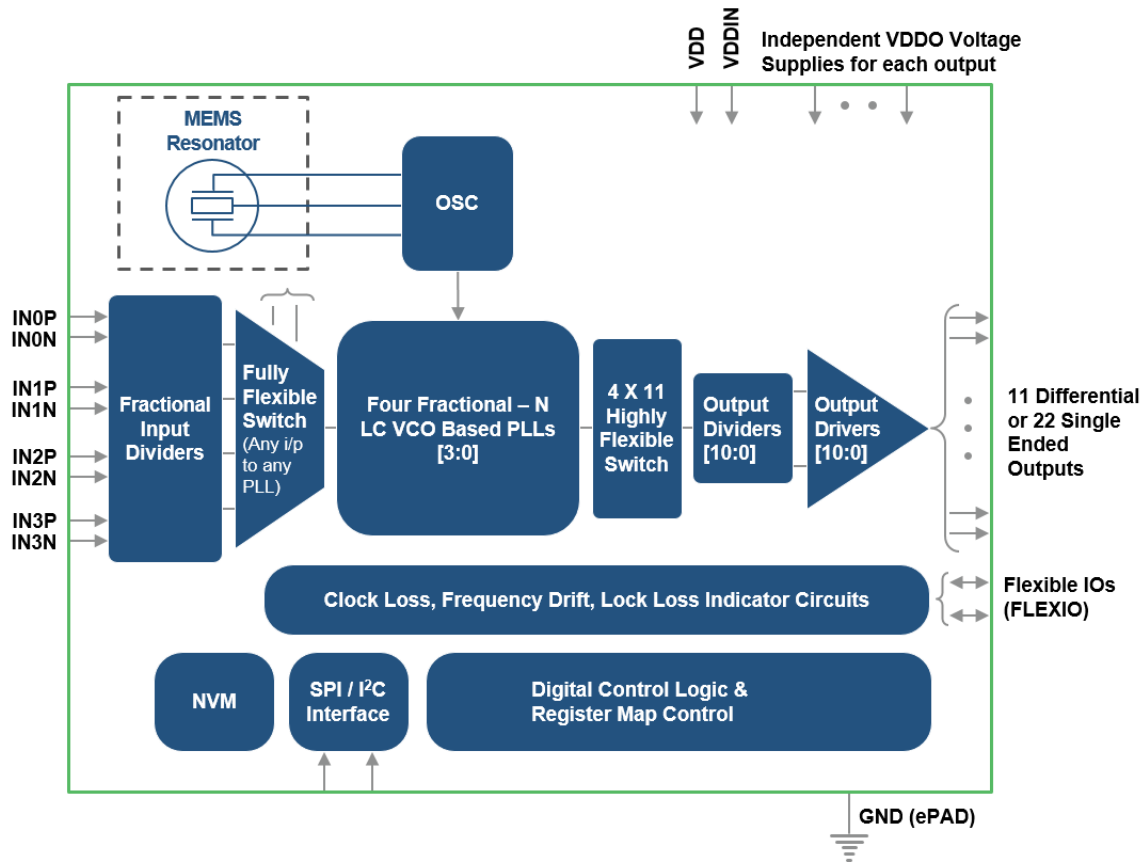 VDD
VDDIN
Independent VDDO Voltage
Supplies for each output
MEMS
Resonator
OSC
IN0P
IN0N
IN1P
IN1N
IN2P
IN2N
IN3P
IN3N
Fractional
Input
Dividers
Fully
Flexible
Switch
(Any i/p
to any
PLL)
Four Fractional – N
LC VCO Based PLLs
[3:0]
4 X 11
Highly
Flexible
Switch
Output
Dividers
[10:0]
Output
Drivers
[10:0]
11 Differential
or 22 Single
Ended
Outputs
Clock Loss, Frequency Drift, Lock Loss Indicator Circuits
Flexible IOs
(FLEXIO)
NVM
SPI / I²C
Interface
Digital Control Logic &
Register Map Control
GND (ePAD)